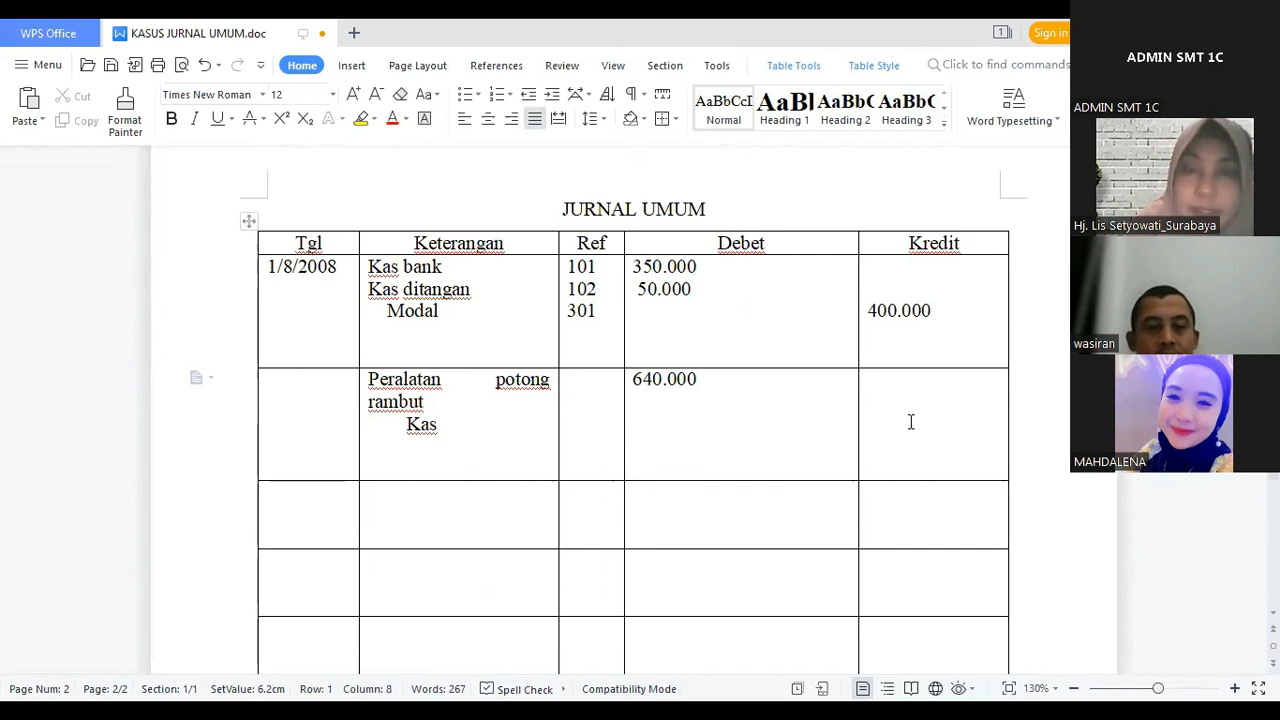 WPS Office
KASUS JURNAL UMUM.doc
1
Sign in
Menu
Home
Insert
Page Layout
References
Review
View
Section
Tools
Table Tools
Table Style
Click to find commands
Paste
Cut
Copy
Format
Painter
Times New Roman
12
AaBbCcD
Normal
AaBl
Heading 1
AaBb(
Heading 2
AaBbC
Heading 3
Word Typesetting
JURNAL UMUM
Tgl Keterangan Ref Debet Kredit
1/8/2008 Kas bank 101 350.000
Kas ditangan 102 50.000
Modal 301 400.000
Peralatan potong 640.000
rambut
Kas
ADMIN SMT 1C
ADMIN SMT 1C
Hj. Lis Setyowati_Surabaya
wasiran
MAHDALENA
Page Num: 2 Page: 2/2 Section: 1/1 SetValue: 6.2cm Row: 1 Column: 8 Words: 267 Spell Check Compatibility Mode 130%